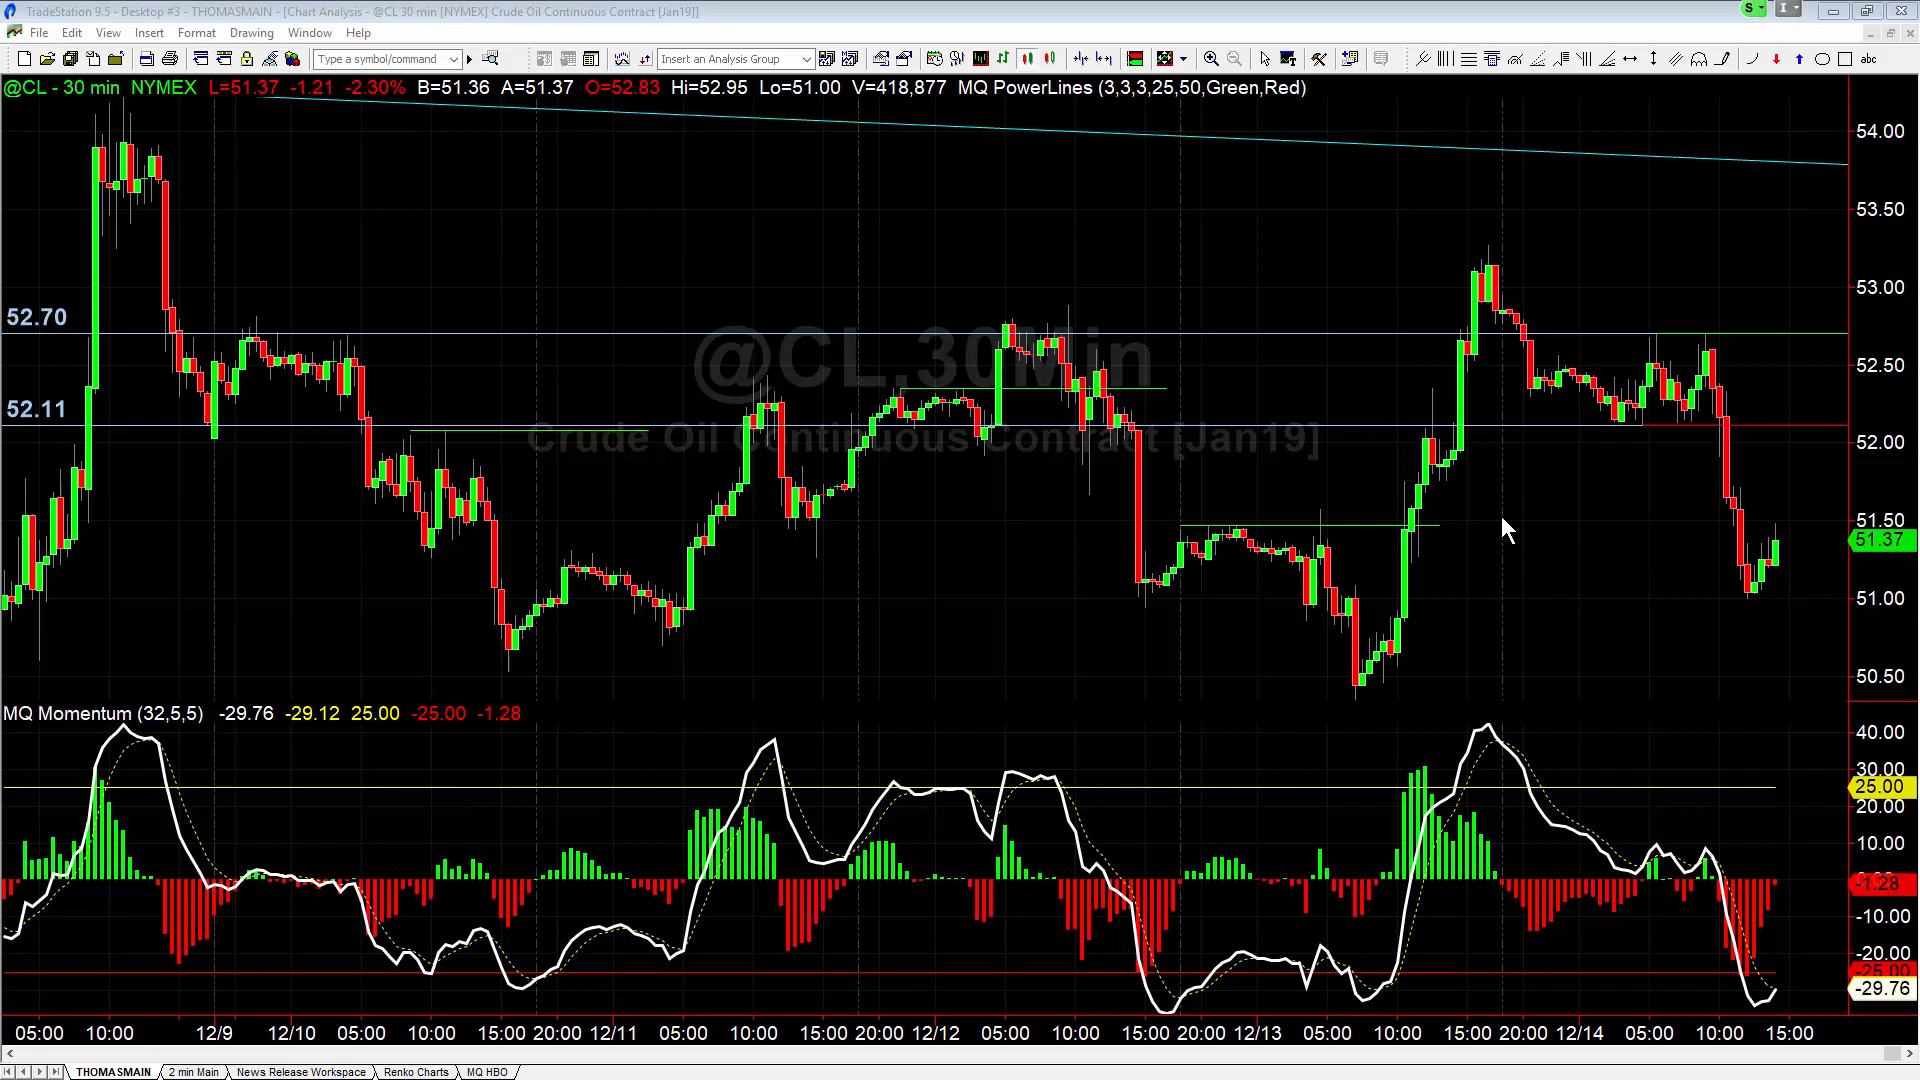 TradeStation 9.5 - Desktop #3 - THOMASMAIN - [Chart Analysis - @CL 30 min [NYMEX] Crude Oil Continuous Contract [Jan19]]
S
I
File Edit View Insert Format Drawing Window Help
Type a symbol/command
Insert an Analysis Group
abc
@CL - 30 min NYMEX L=51.37 -1.21 -2.30% B=51.36 A=51.37 O=52.83 Hi=52.95 Lo=51.00 V=418,877 MQ PowerLines (3,3,3,25,50,Green,Red)
54.00
53.50
53.00
52.70
@CL,30Min
52.50
52.11
Crude Oil Continuous Contract [Jan19]
52.00
51.50
51.37
51.00
50.50
MQ Momentum (32,5,5) -29.76 -29.12 25.00 -25.00 -1.28
40.00
30.00
25.00
20.00
10.00
-1.28
-10.00
-20.00
-25.00
-29.76
05:00 10:00 12/9 12/10 05:00 10:00 15:00 20:00 12/11 05:00 10:00 15:00 20:00 12/12 05:00 10:00 15:00 20:00 12/13 05:00 10:00 15:00 20:00 12/14 05:00 10:00 15:00
THOMASMAIN 2 min Main News Release Workspace Renko Charts MQ HBO